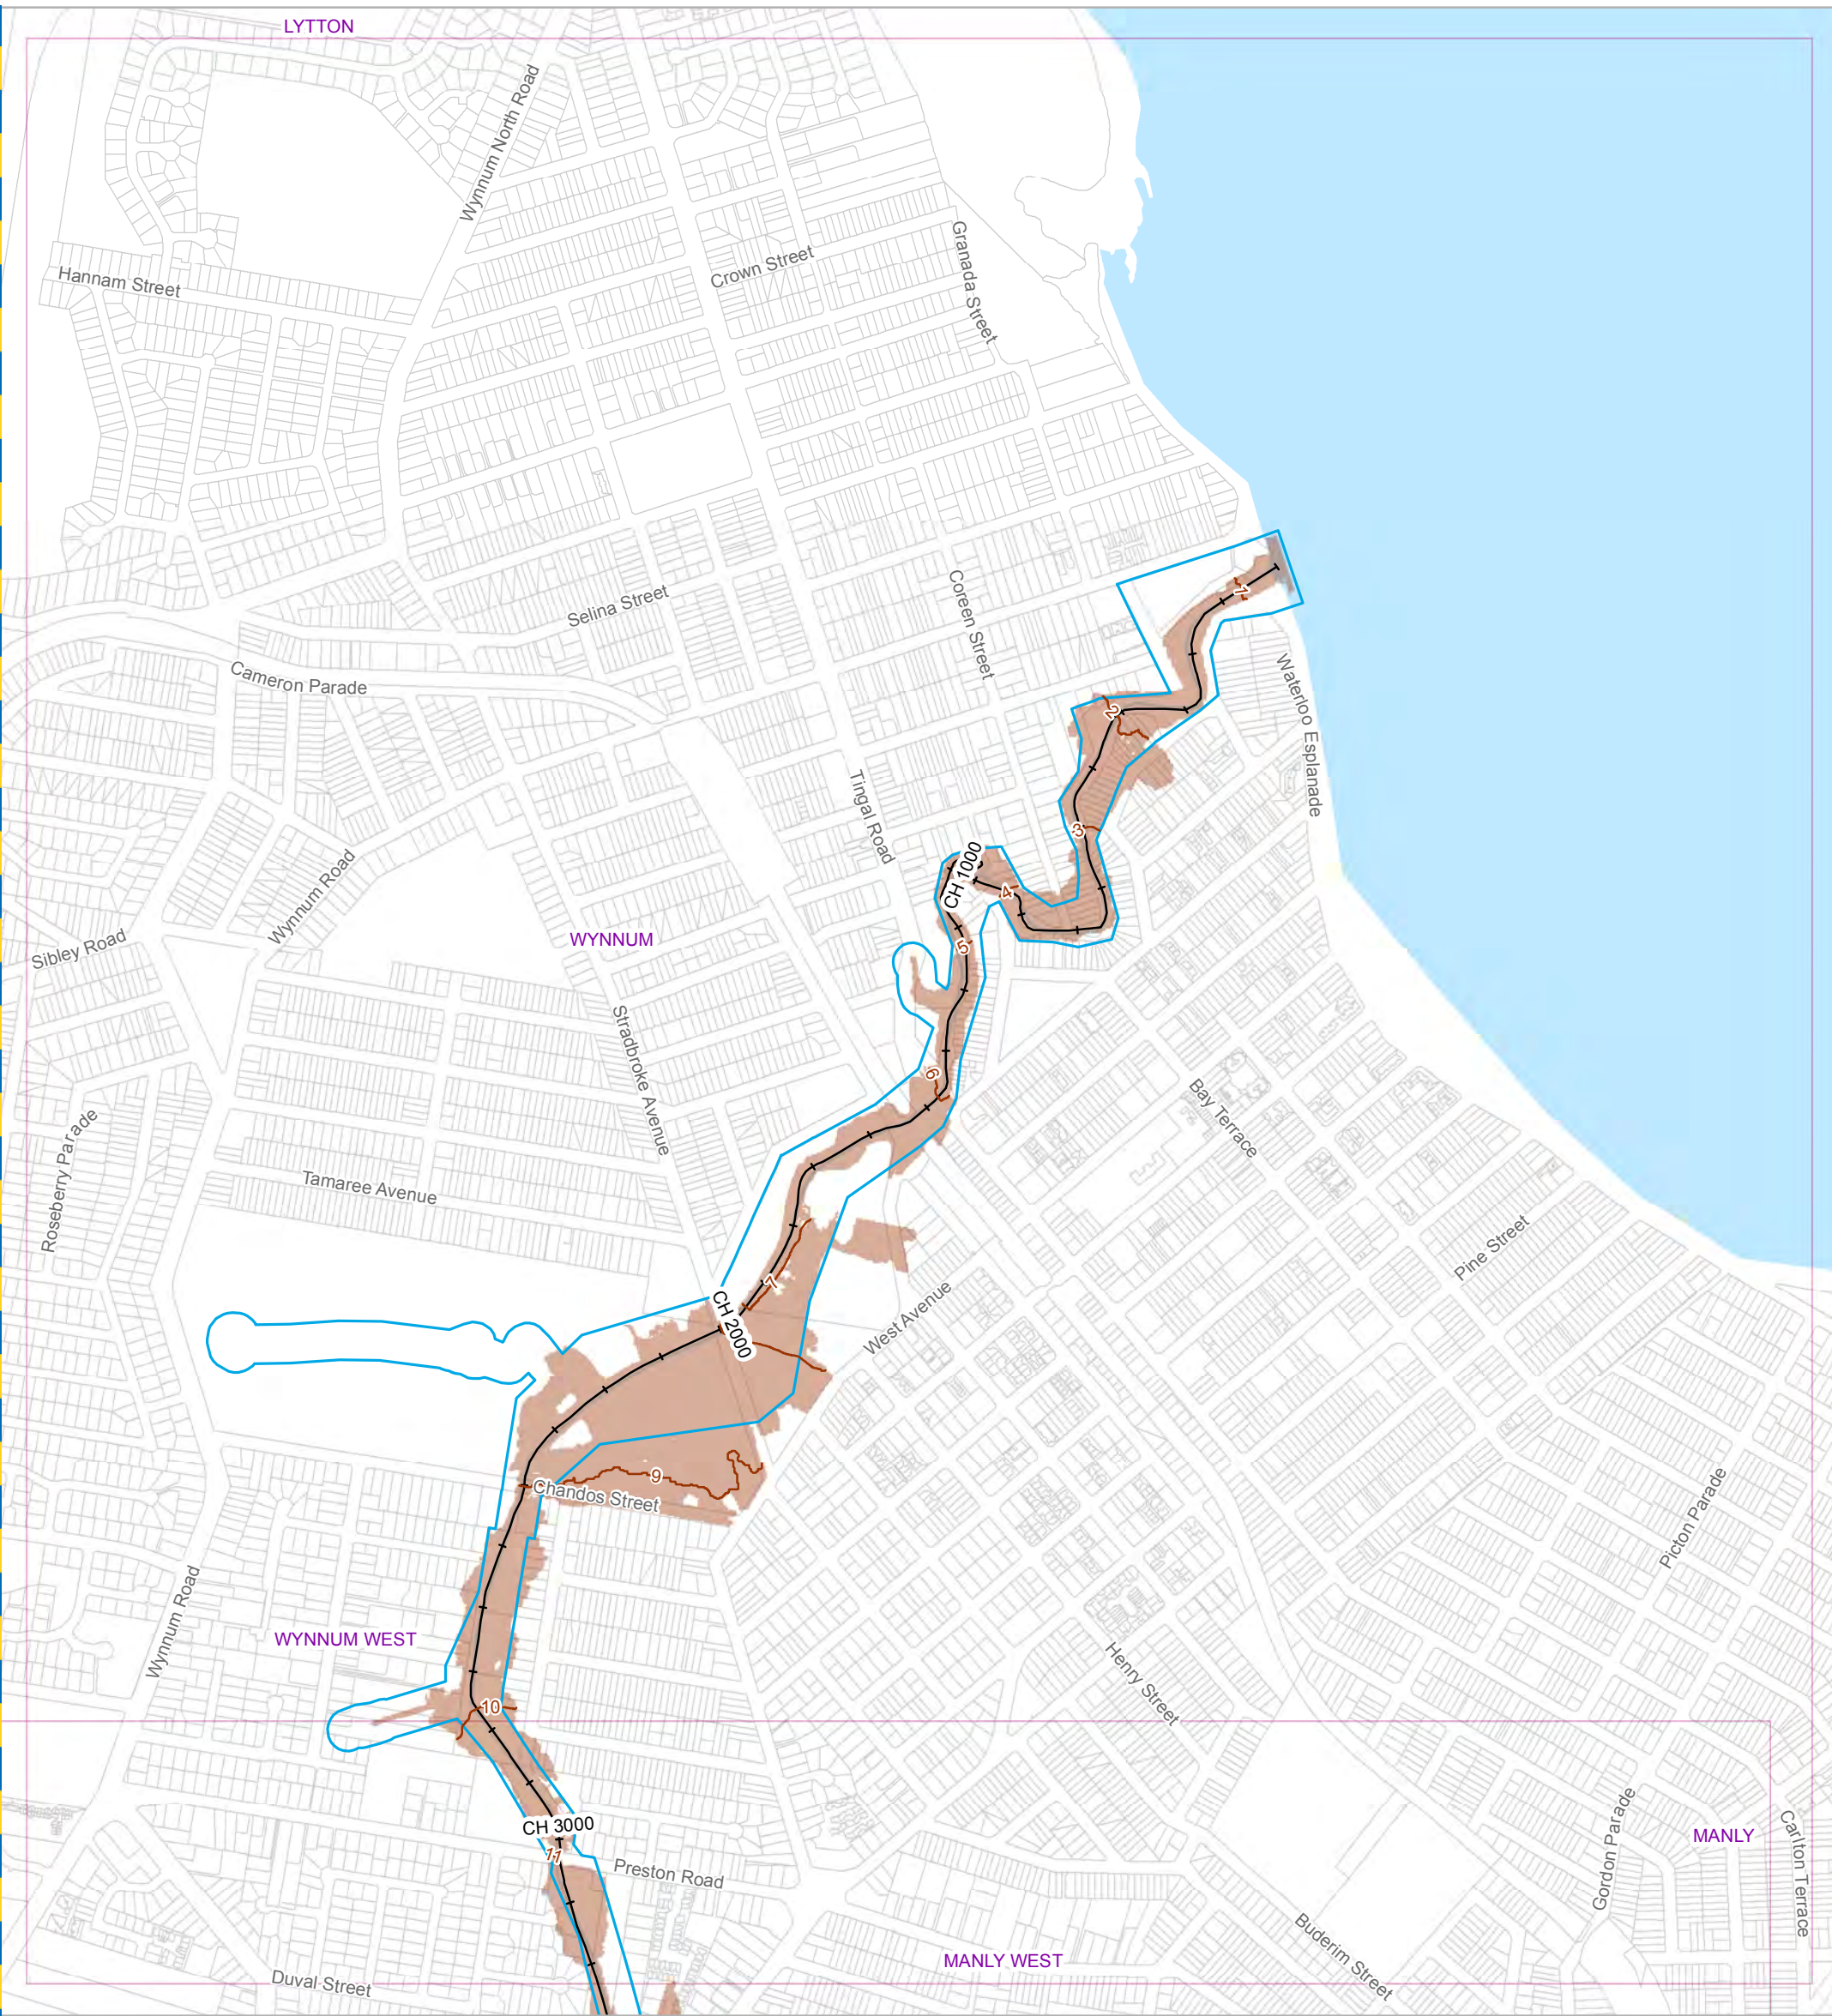 LYTTON
Wynnum North Road
Hannam Street
Crown Street
Granada Street
Selina Street
Coreen Street
1
Cameron Parade
Waterloo Esplanade
2
Tingal Road
3
CH 1000
4
Wynnum Road
Sibley Road
WYNNUM
5
Stradbroke Avenue
6
Bay Terrace
Roseberry Parade
Tamaree Avenue
Pine Street
7
CH 2000
West Avenue
9
Chandos Street
Picton Parade
Wynnum Road
WYNNUM WEST
Henry Street
10
CH 3000
11
Preston Road
Gordon Parade
MANLY
Carlton Terrace
Buderim Street
MANLY WEST
Duval Street